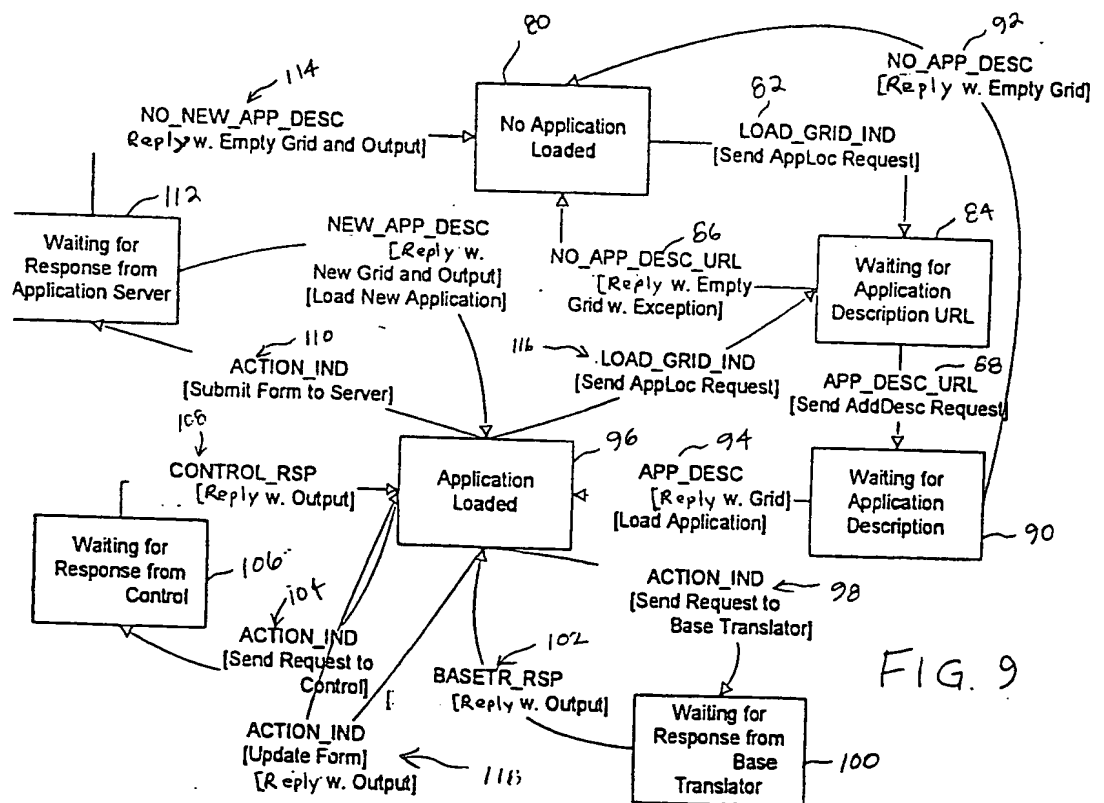 80
92
114
NO_APP_DESC
[Reply w. Empty Grid]
82
NO_NEW_APP_DESC
Reply w. Empty Grid and Output]
No Application
Loaded
LOAD_GRID_IND
[Send AppLoc Request]
112
Waiting for
Response from
Application Server
NEW_APP_DESC
[Reply w.
New Grid and Output]
[Load New Application]
86
NO_APP_DESC_URL
[Reply w. Empty
Grid w. Exception]
84
Waiting for
Application
Description URL
110
ACTION_IND
[Submit Form to Server]
116
LOAD_GRID_IND
[Send AppLoc Request]
88
APP_DESC_URL
[Send AddDesc Request]
108
CONTROL_RSP
[Reply w. Output]
96
Application
Loaded
94
APP_DESC
[Reply w. Grid]
[Load Application]
Waiting for
Application
Description
90
Waiting for
Response from
Control
106
104
ACTION_IND
[Send Request to
Control]
ACTION_IND
[Send Request to
Base Translator]
98
102
BASETR_RSP
[Reply w. Output]
[
FIG. 9
ACTION_IND
[Update Form]
[Reply w. Output]
118
Waiting for
Response from
Base
Translator
100